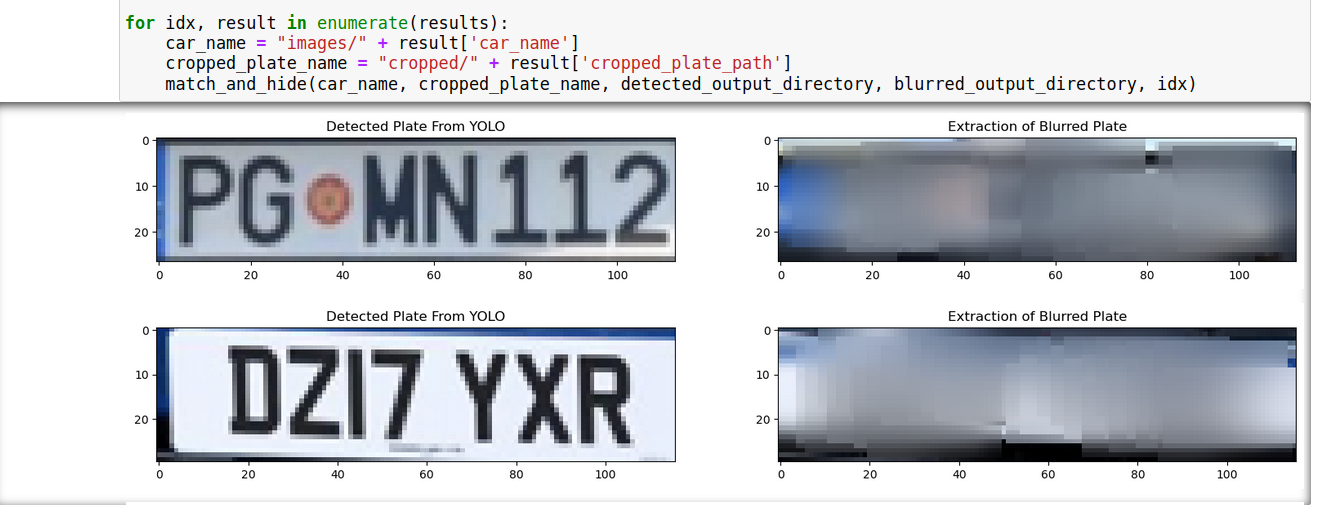 for idx, result in enumerate(results):
    car_name = "images/" + result['car_name']
    cropped_plate_name = "cropped/" + result['cropped_plate_path']
    match_and_hide(car_name, cropped_plate_name, detected_output_directory, blurred_output_directory, idx)
Detected Plate From YOLO
Extraction of Blurred Plate
0
10
20
PG MN112
0
10
20
0 20 40 60 80 100
0 20 40 60 80 100
Detected Plate From YOLO
Extraction of Blurred Plate
0
10
20
DZ17 YXR
0
10
20
0 20 40 60 80 100
0 20 40 60 80 100